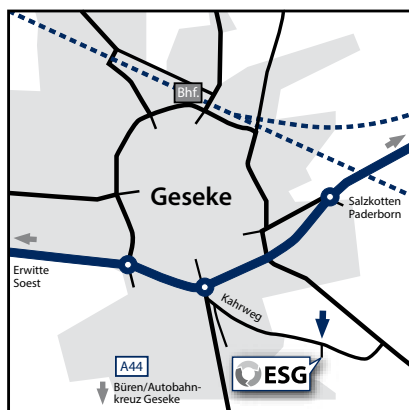 Bhf.
Geseke
Salzkotten
Paderborn
Erwitte
Soest
Kahrweg
A44
ESG
Büren/Autobahn-
kreuz Geseke